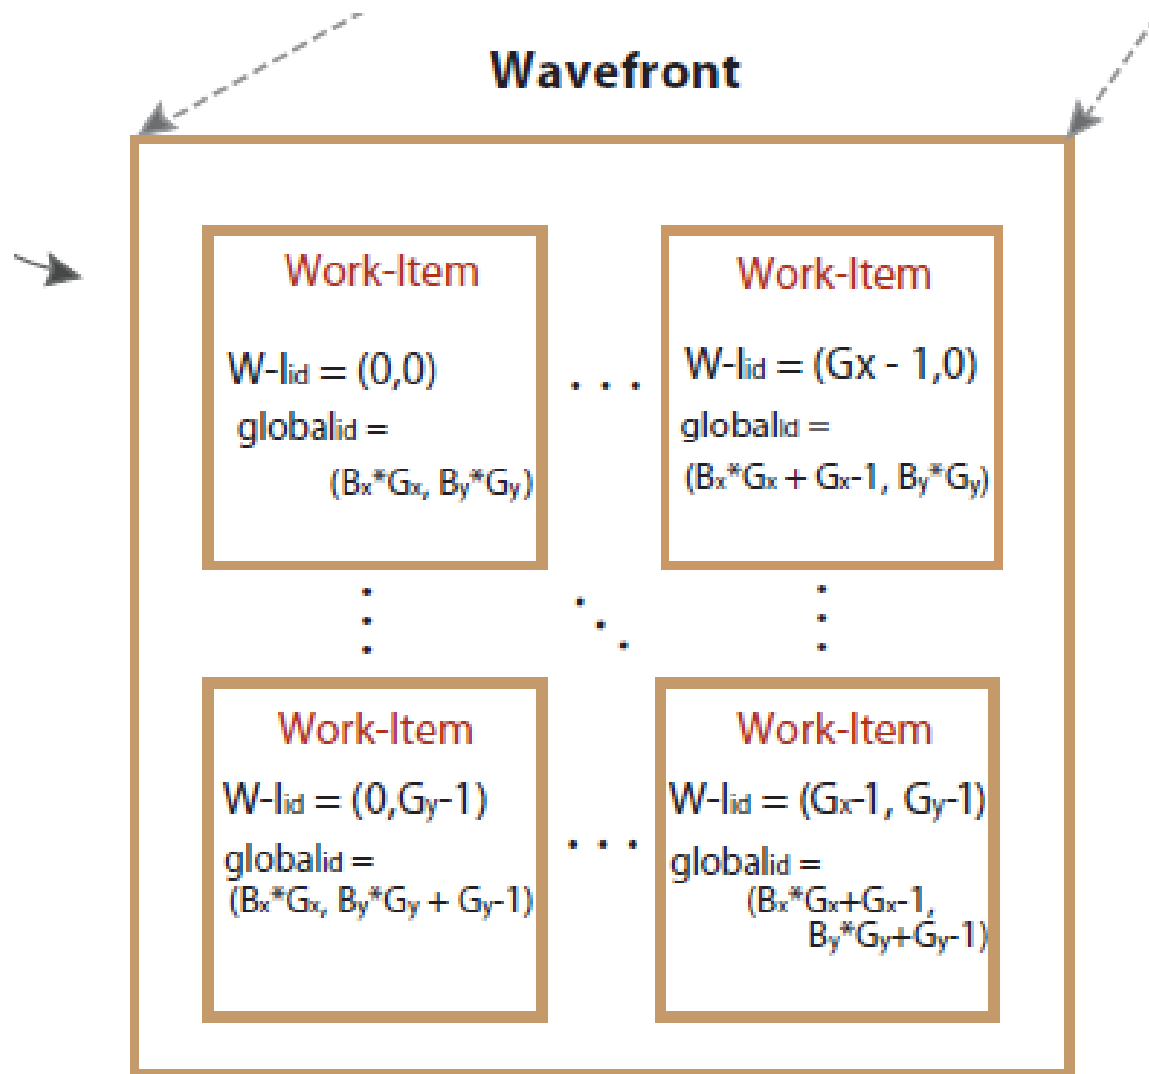 Wavefront
Work-Item
W-Iid = (0,0)
globalid =
(Bx*Gx, By*Gy)
. . .
Work-Item
W-Iid = (Gx - 1,0)
globalid =
(Bx*Gx + Gx-1, By*Gy)
Work-Item
W-Iid = (0,Gy-1)
globalid =
(Bx*Gx, By*Gy + Gy-1)
. . .
Work-Item
W-Iid = (Gx-1, Gy-1)
globalid =
(Bx*Gx+Gx-1,
By*Gy+Gy-1)